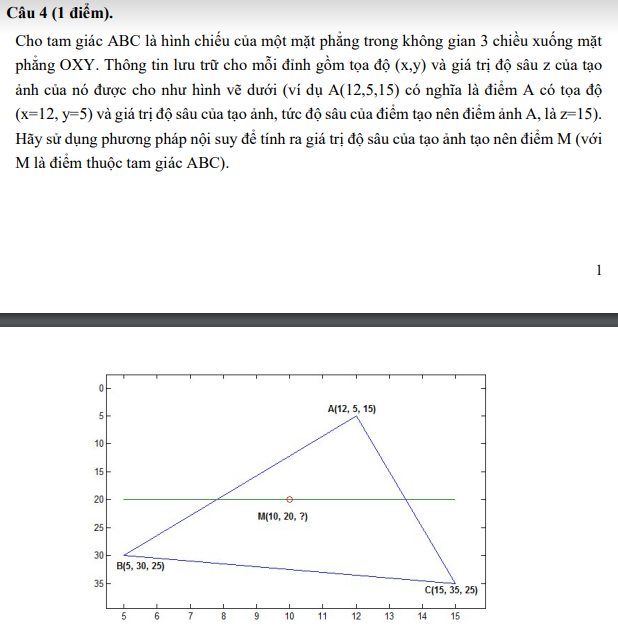 Câu 4 (1 điểm).
Cho tam giác ABC là hình chiếu của một mặt phẳng trong không gian 3 chiều xuống mặt
phẳng OXY. Thông tin lưu trữ cho mỗi đỉnh gồm tọa độ (x,y) và giá trị độ sâu z của tạo
ảnh của nó được cho như hình vẽ dưới (ví dụ A(12,5,15) có nghĩa là điểm A có tọa độ
(x=12, y=5) và giá trị độ sâu của tạo ảnh, tức độ sâu của điểm tạo nên điểm ảnh A, là z=15).
Hãy sử dụng phương pháp nội suy để tính ra giá trị độ sâu của tạo ảnh tạo nên điểm M (với
M là điểm thuộc tam giác ABC).
1
0
A(12, 5, 15)
5
10
15
20
M(10, 20, ?)
25
30
B(5, 30, 25)
35
C(15, 35, 25)
5 6 7 8 9 10 11 12 13 14 15